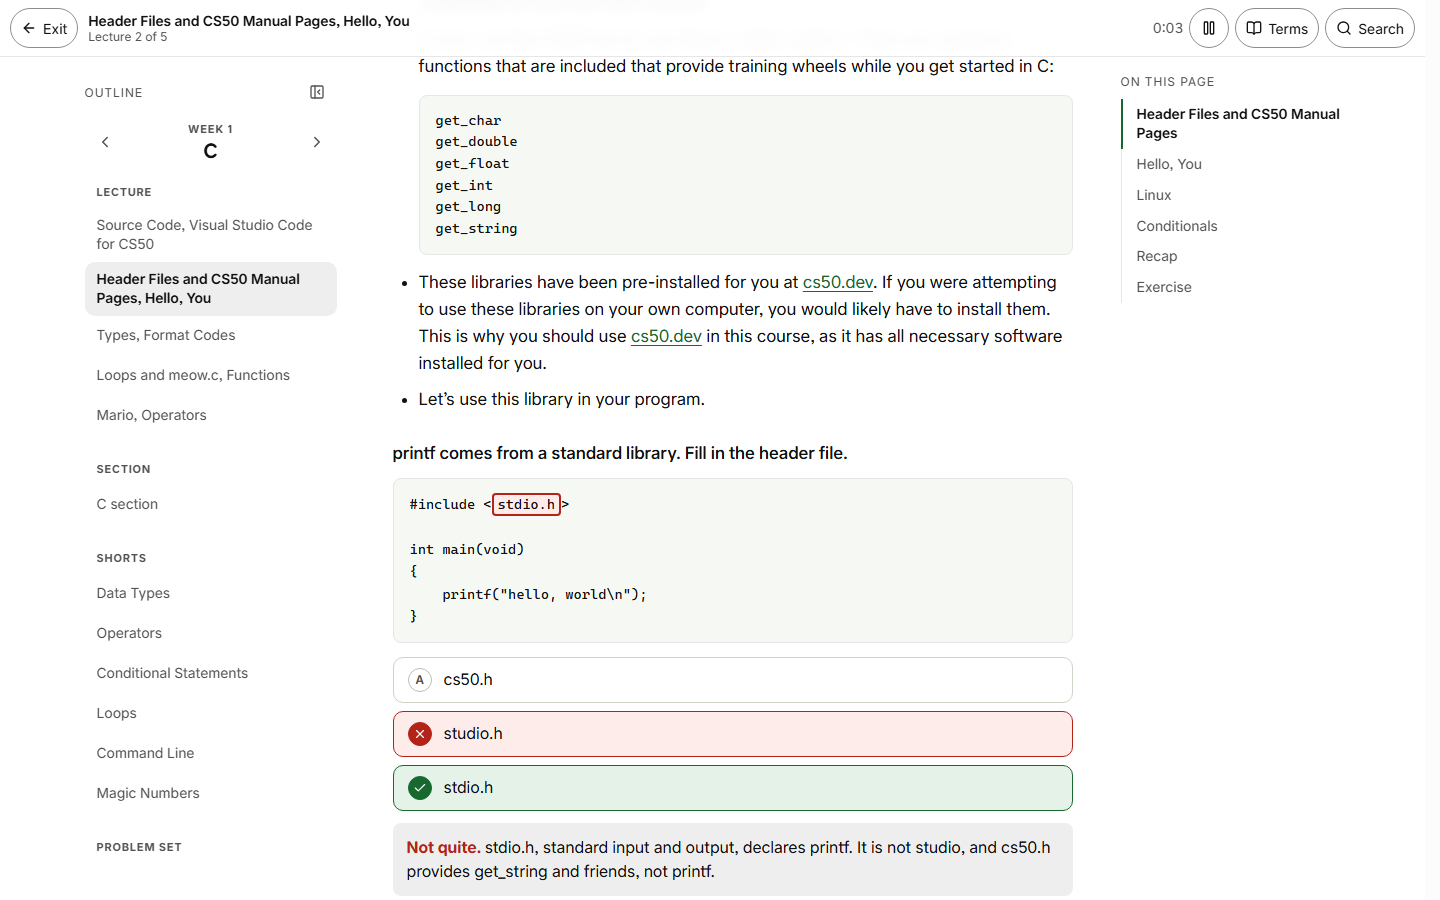 Exit
Header Files and CS50 Manual Pages, Hello, You
Lecture 2 of 5
0:03
Terms
Search
OUTLINE
WEEK 1
C
LECTURE
Source Code, Visual Studio Code
for CS50
Header Files and CS50 Manual
Pages, Hello, You
Types, Format Codes
Loops and meow.c, Functions
Mario, Operators
SECTION
C section
SHORTS
Data Types
Operators
Conditional Statements
Loops
Command Line
Magic Numbers
PROBLEM SET
functions that are included that provide training wheels while you get started in C:
get_char
get_double
get_float
get_int
get_long
get_string
These libraries have been pre-installed for you at cs50.dev. If you were attempting
to use these libraries on your own computer, you would likely have to install them.
This is why you should use cs50.dev in this course, as it has all necessary software
installed for you.
Let’s use this library in your program.
printf comes from a standard library. Fill in the header file.
#include <stdio.h>
int main(void)
{
    printf("hello, world\n");
}
A cs50.h
studio.h
stdio.h
Not quite. stdio.h, standard input and output, declares printf. It is not studio, and cs50.h
provides get_string and friends, not printf.
ON THIS PAGE
Header Files and CS50 Manual
Pages
Hello, You
Linux
Conditionals
Recap
Exercise